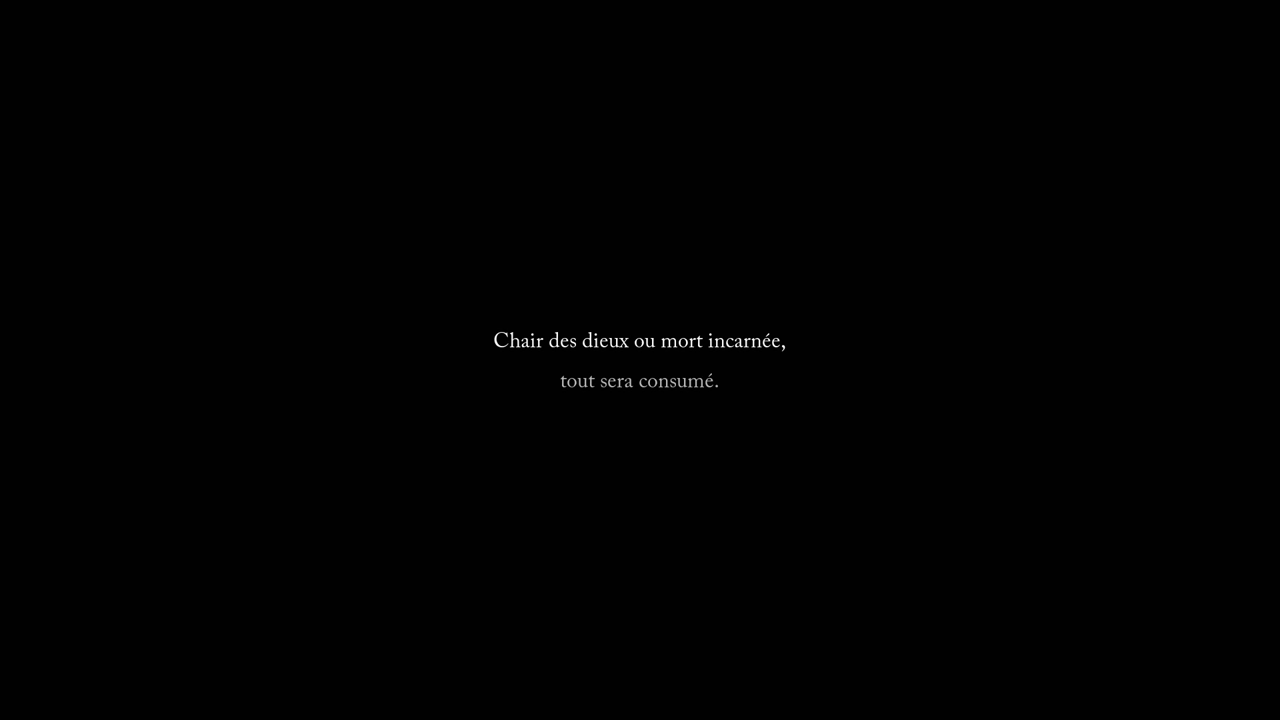 Chair des dieux ou mort incarnée,
tout sera consumé.